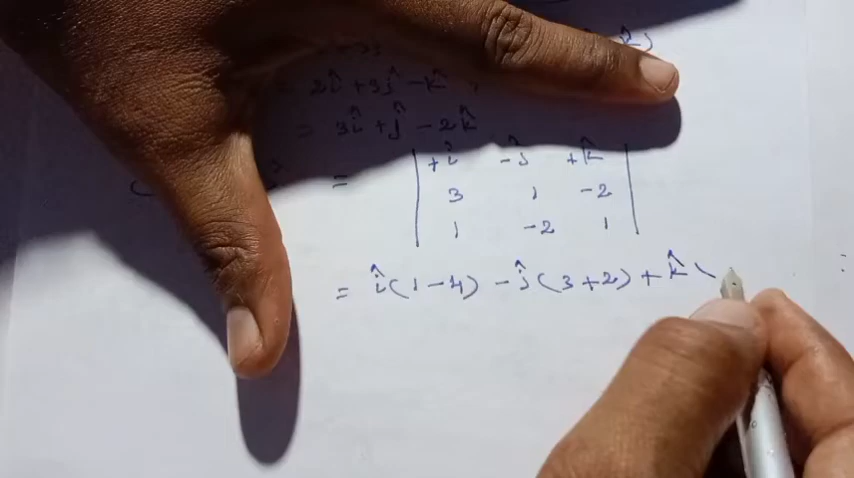 k̂)
= 2î + 3ĵ - k̂
= 3î + ĵ - 2k̂
= | +î -ĵ +k̂ |
| 3 1 -2 |
| 1 -2 1 |
= î(1-4) - ĵ(3+2) + k̂(